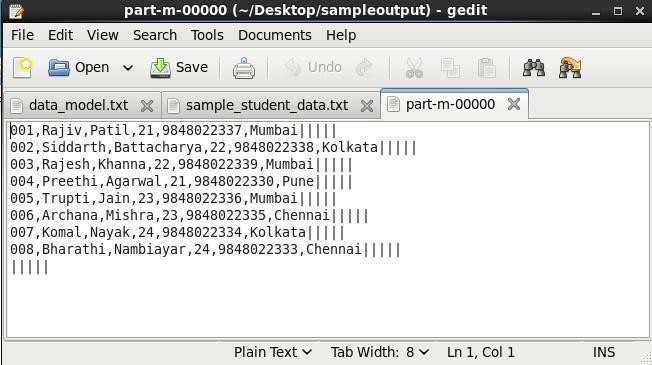 part-m-00000 (~/Desktop/sampleoutput) - gedit
File Edit View Search Tools Documents Help
Open Save Undo
data_model.txt sample_student_data.txt part-m-00000
001,Rajiv,Patil,21,9848022337,Mumbai|||||
002,Siddarth,Battacharya,22,9848022338,Kolkata|||||
003,Rajesh,Khanna,22,9848022339,Mumbai|||||
004,Preethi,Agarwal,21,9848022330,Pune|||||
005,Trupti,Jain,23,9848022336,Mumbai|||||
006,Archana,Mishra,23,9848022335,Chennai|||||
007,Komal,Nayak,24,9848022334,Kolkata|||||
008,Bharathi,Nambiayar,24,9848022333,Chennai|||||
|||||
Plain Text Tab Width: 8 Ln 1, Col 1 INS